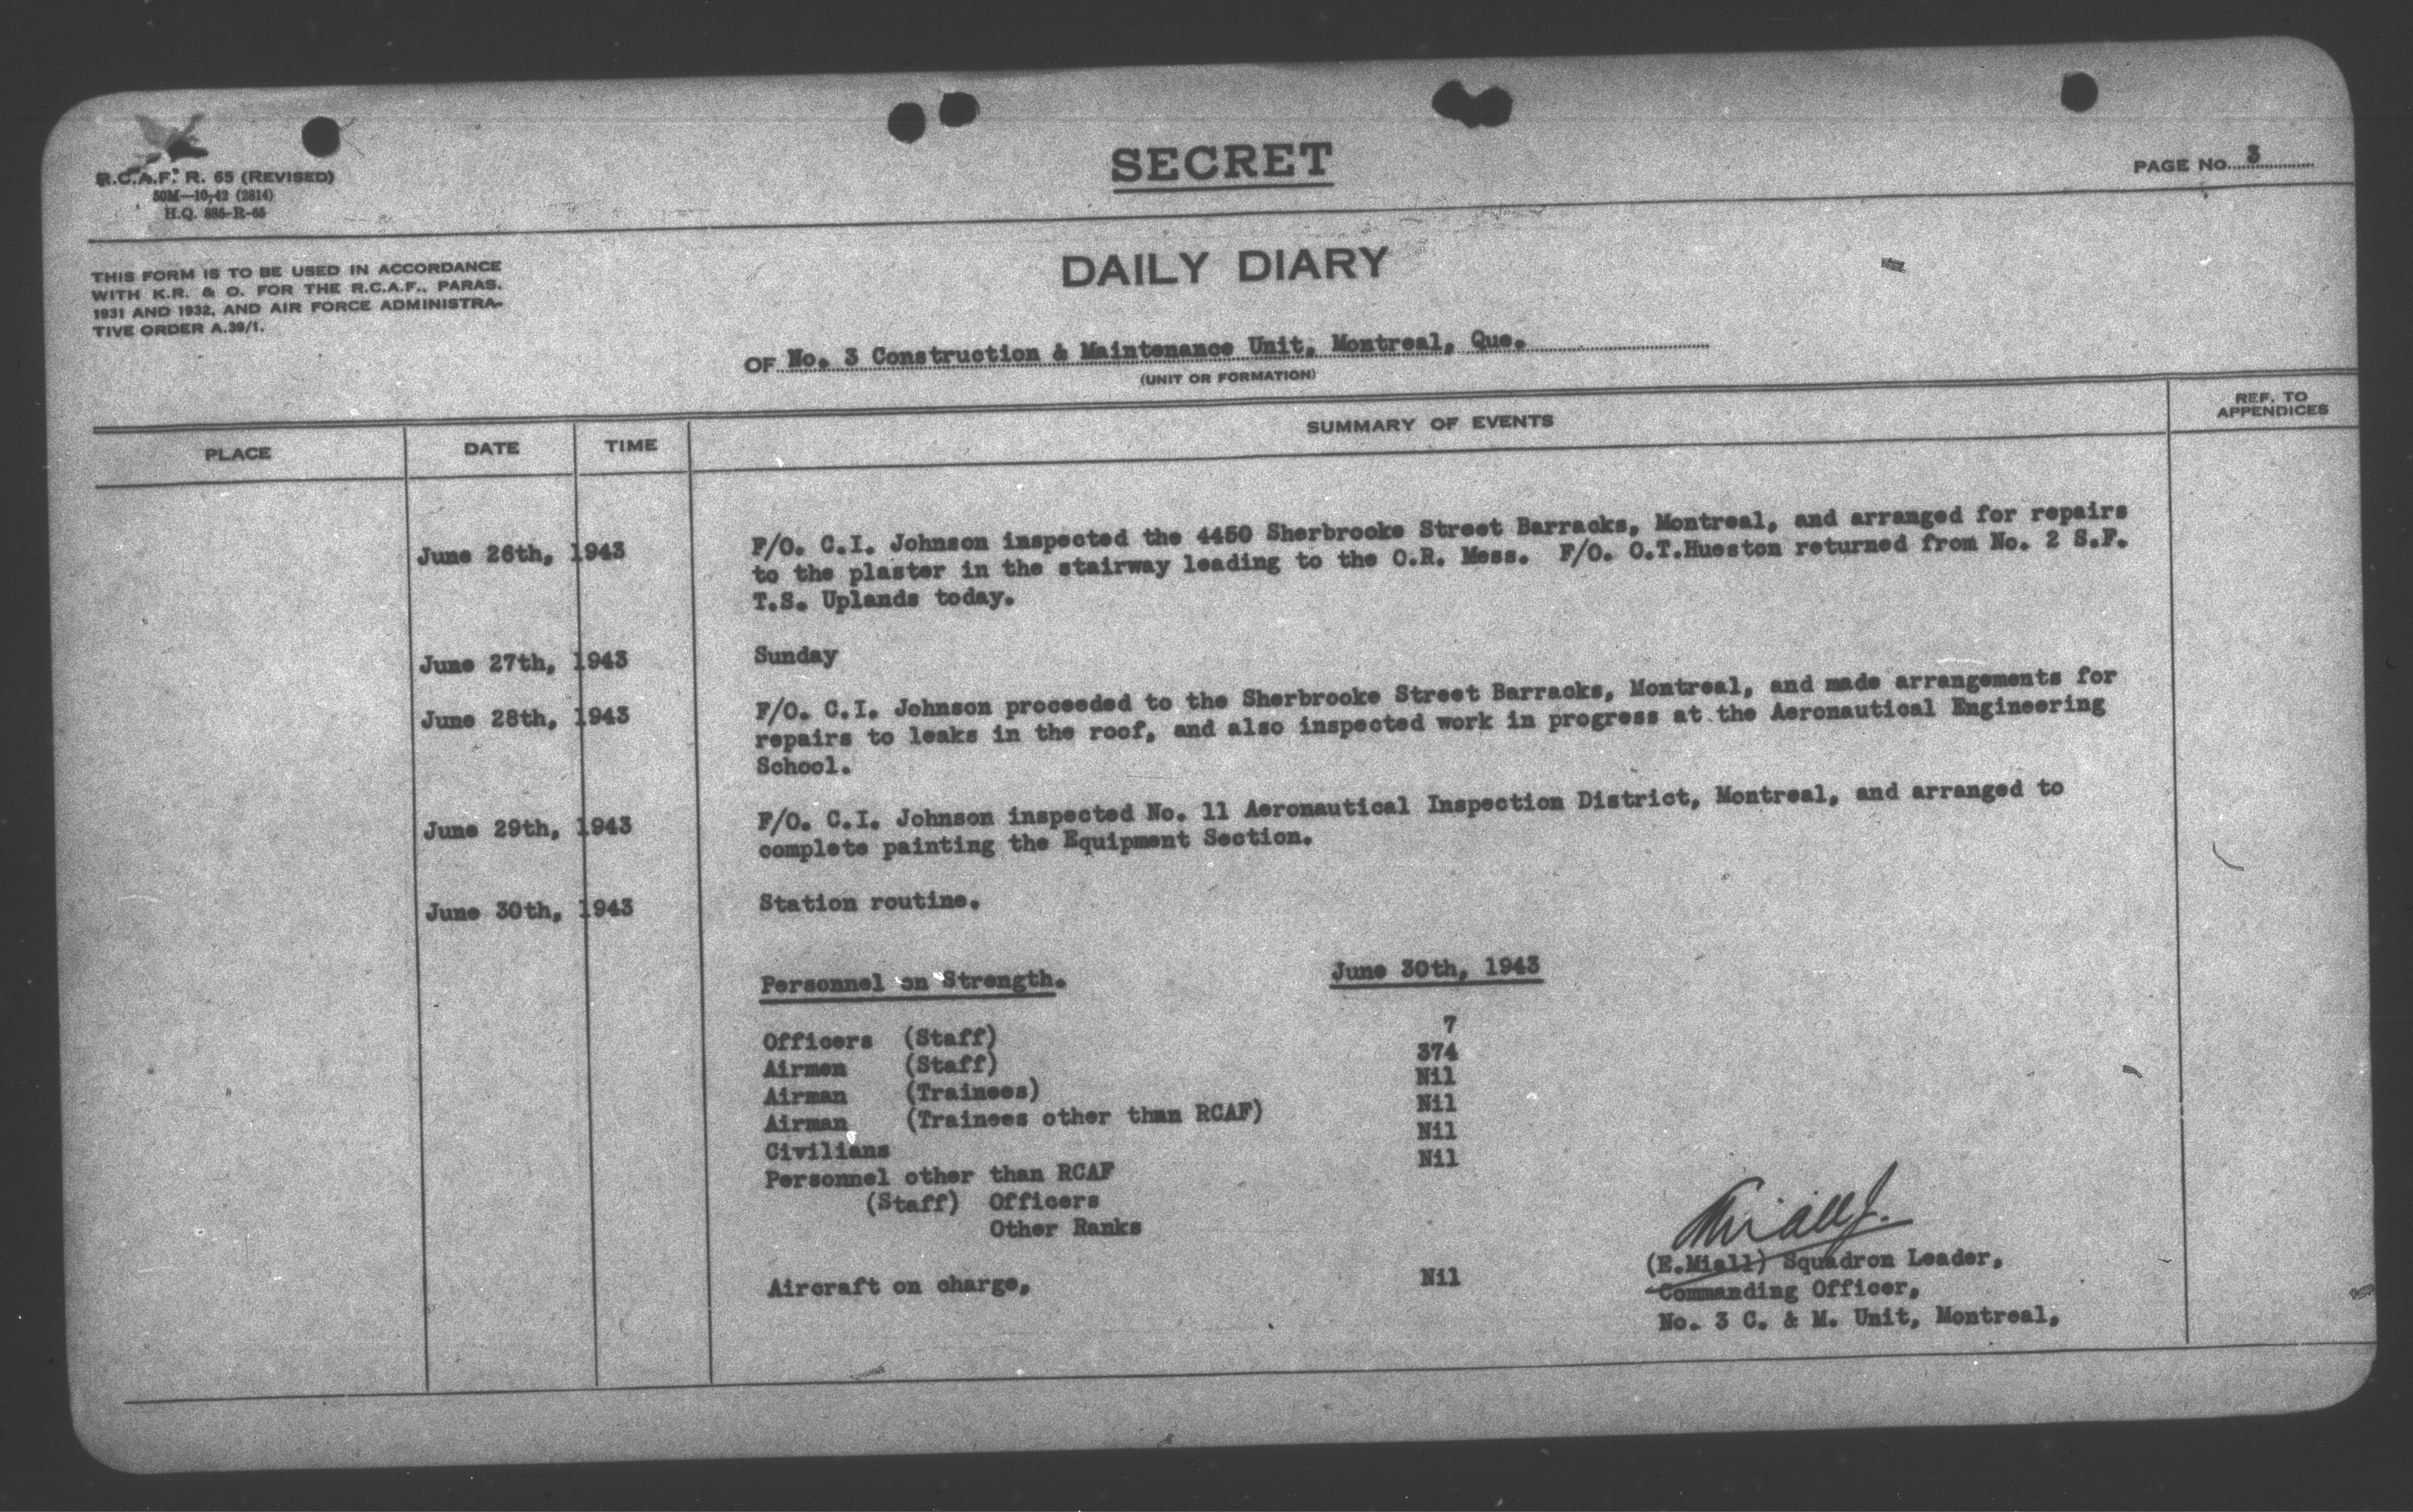 SECRET
PAGE No. 3
R.C.A.F. R. 65 (REVISED)
50M—10-42 (2814)
H.Q. 885-R-65
THIS FORM IS TO BE USED IN ACCORDANCE
WITH K.R. & O. FOR THE R.C.A.F., PARAS.
1931 AND 1932, AND AIR FORCE ADMINISTRA-
TIVE ORDER A.39/1.
DAILY DIARY
OF No. 3 Construction & Maintenance Unit, Montreal, Que.
(UNIT OR FORMATION)
PLACE DATE TIME SUMMARY OF EVENTS REF. TO
APPENDICES
June 26th, 1943 F/O. C.I. Johnson inspected the 4450 Sherbrooke Street Barracks, Montreal, and arranged for repairs
to the plaster in the stairway leading to the O.R. Mess. F/O. O.T.Hueston returned from No. 2 S.F.
T.S. Uplands today.
June 27th, 1943 Sunday
June 28th, 1943 F/O. C.I. Johnson proceeded to the Sherbrooke Street Barracks, Montreal, and made arrangements for
repairs to leaks in the roof, and also inspected work in progress at the Aeronautical Engineering
School.
June 29th, 1943 F/O. C.I. Johnson inspected No. 11 Aeronautical Inspection District, Montreal, and arranged to
complete painting the Equipment Section.
June 30th, 1943 Station routine.
Personnel on Strength. June 30th, 1943
Officers (Staff) 7
Airmen (Staff) 374
Airman (Trainees) Nil
Airman (Trainees other than RCAF) Nil
Civilians Nil
Personnel other than RCAF Nil
(Staff) Officers
Other Ranks
Aircraft on charge, Nil
(E.Miall) Squadron Leader,
Commanding Officer,
No. 3 C. & M. Unit, Montreal,